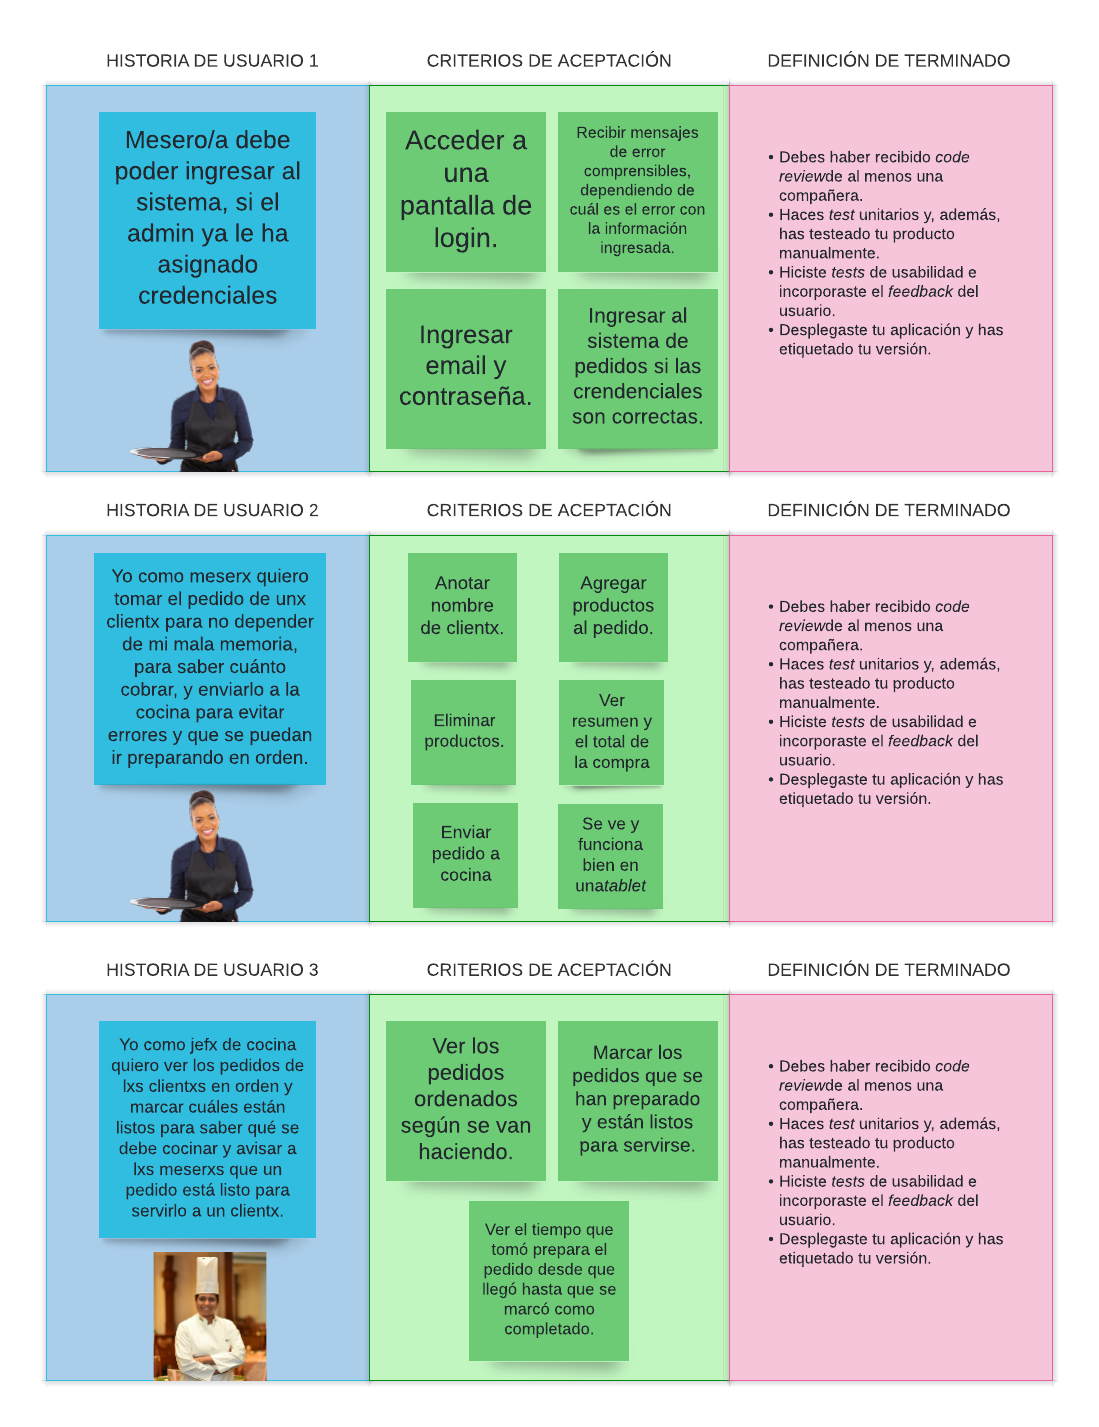 HISTORIA DE USUARIO 1
CRITERIOS DE ACEPTACIÓN
DEFINICIÓN DE TERMINADO
Mesero/a debe
poder ingresar al
sistema, si el
admin ya le ha
asignado
credenciales
Acceder a
una
pantalla de
login.
Recibir mensajes
de error
comprensibles,
dependiendo de
cuál es el error con
la información
ingresada.
Ingresar
email y
contraseña.
Ingresar al
sistema de
pedidos si las
crendenciales
son correctas.
• Debes haber recibido code
reviewde al menos una
compañera.
• Haces test unitarios y, además,
has testeado tu producto
manualmente.
• Hiciste tests de usabilidad e
incorporaste el feedback del
usuario.
• Desplegaste tu aplicación y has
etiquetado tu versión.
HISTORIA DE USUARIO 2
CRITERIOS DE ACEPTACIÓN
DEFINICIÓN DE TERMINADO
Yo como meserx quiero
tomar el pedido de unx
clientx para no depender
de mi mala memoria,
para saber cuánto
cobrar, y enviarlo a la
cocina para evitar
errores y que se puedan
ir preparando en orden.
Anotar
nombre
de clientx.
Agregar
productos
al pedido.
Eliminar
productos.
Ver
resumen y
el total de
la compra
Enviar
pedido a
cocina
Se ve y
funciona
bien en
unatablet
• Debes haber recibido code
reviewde al menos una
compañera.
• Haces test unitarios y, además,
has testeado tu producto
manualmente.
• Hiciste tests de usabilidad e
incorporaste el feedback del
usuario.
• Desplegaste tu aplicación y has
etiquetado tu versión.
HISTORIA DE USUARIO 3
CRITERIOS DE ACEPTACIÓN
DEFINICIÓN DE TERMINADO
Yo como jefx de cocina
quiero ver los pedidos de
lxs clientxs en orden y
marcar cuáles están
listos para saber qué se
debe cocinar y avisar a
lxs meserxs que un
pedido está listo para
servirlo a un clientx.
Ver los
pedidos
ordenados
según se van
haciendo.
Marcar los
pedidos que se
han preparado
y están listos
para servirse.
Ver el tiempo que
tomó prepara el
pedido desde que
llegó hasta que se
marcó como
completado.
• Debes haber recibido code
reviewde al menos una
compañera.
• Haces test unitarios y, además,
has testeado tu producto
manualmente.
• Hiciste tests de usabilidad e
incorporaste el feedback del
usuario.
• Desplegaste tu aplicación y has
etiquetado tu versión.